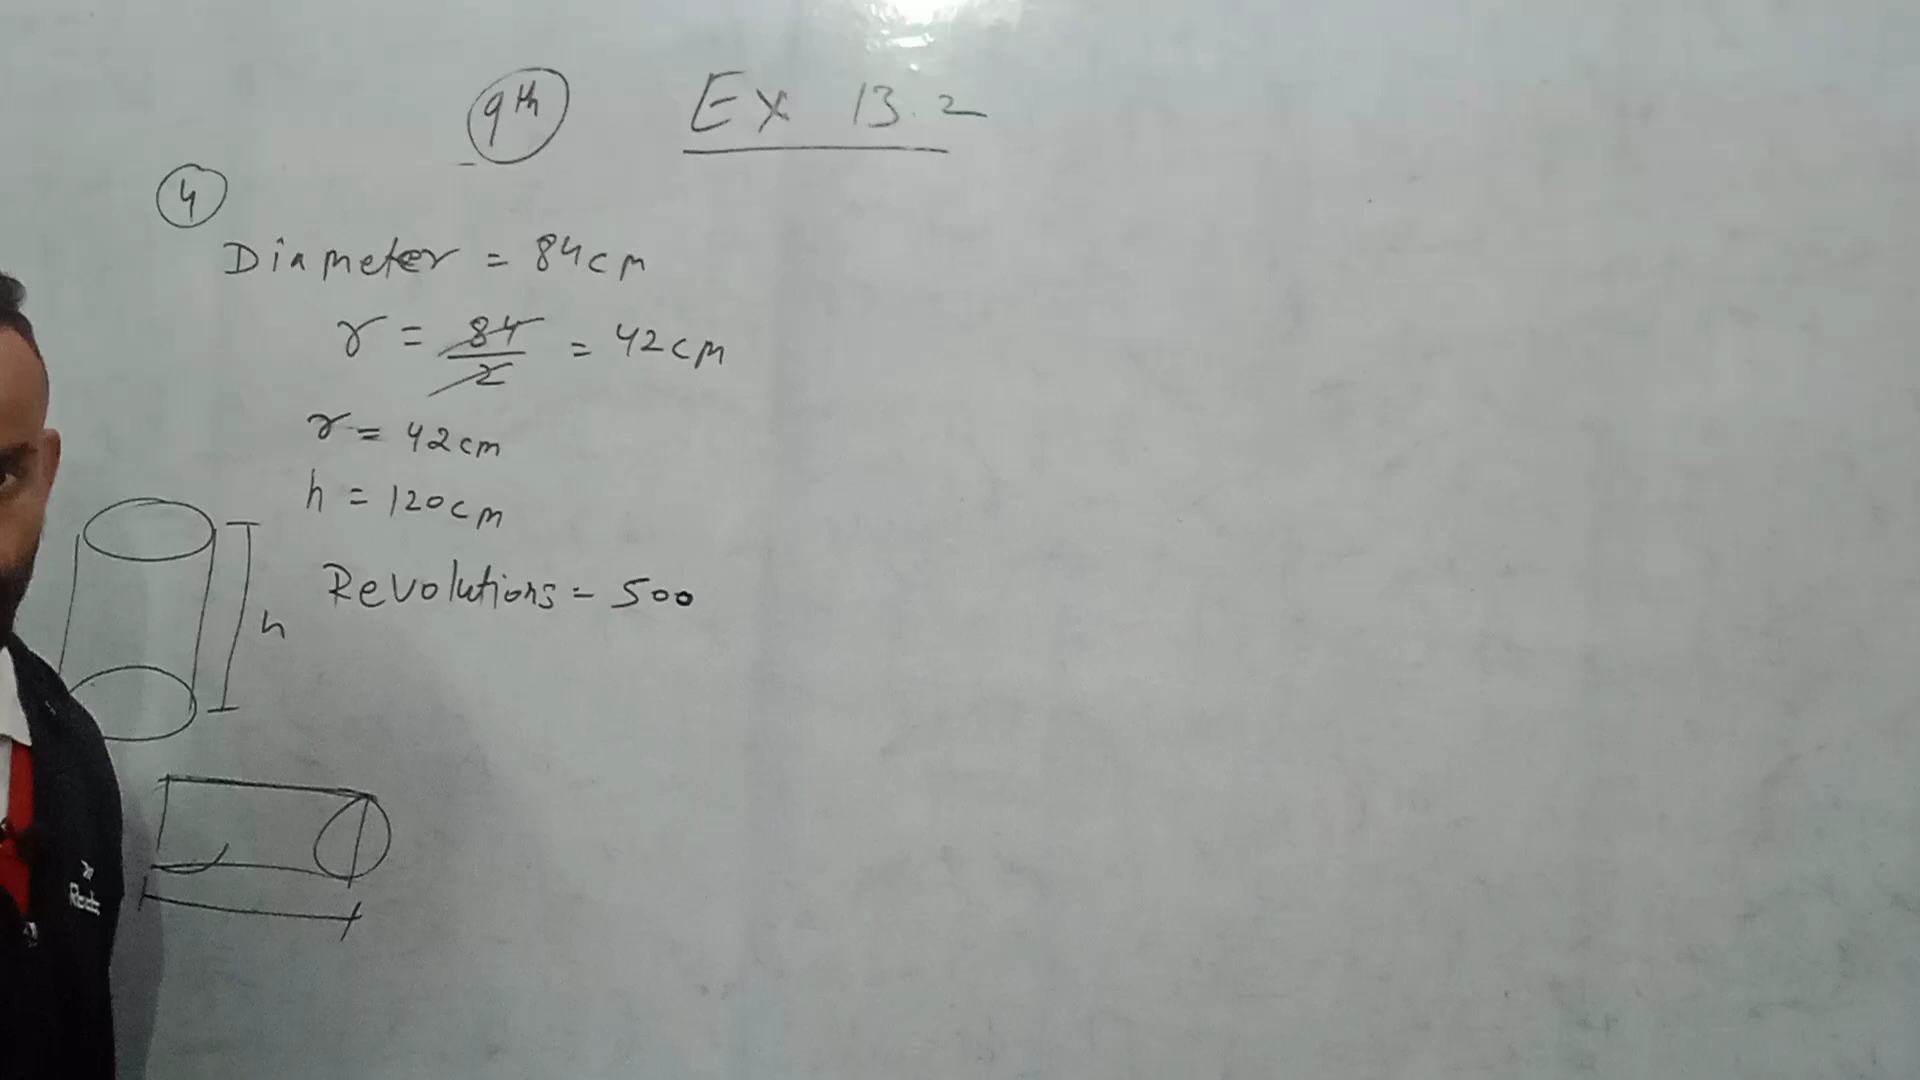 9th Ex 13.2
4
Diameter = 84cm
r = 84/2 = 42cm
r = 42cm
h = 120cm
Revolutions = 500
h